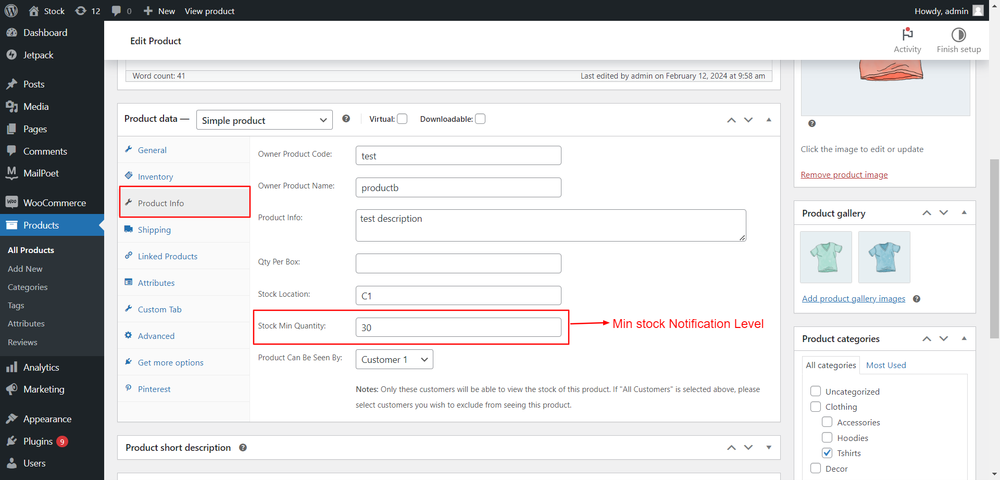 Stock 12 0 New View product Howdy, admin
Dashboard
Jetpack
Posts
Media
Pages
Comments
MailPoet
WooCommerce
Products
All Products
Add New
Categories
Tags
Attributes
Reviews
Analytics
Marketing
Appearance
Plugins 9
Users
Edit Product
Activity
Finish setup
Word count: 41
Last edited by admin on February 12, 2024 at 9:58 am
Product data — Simple product Virtual: Downloadable:
General
Inventory
Product Info
Shipping
Linked Products
Attributes
Custom Tab
Advanced
Get more options
Pinterest
Owner Product Code: test
Owner Product Name: productb
Product Info: test description
Qty Per Box:
Stock Location: C1
Stock Min Quantity: 30
Min stock Notification Level
Product Can Be Seen By: Customer 1
Notes: Only these customers will be able to view the stock of this product. If "All Customers" is selected above, please
select customers you wish to exclude from seeing this product.
Product short description
Click the image to edit or update
Remove product image
Product gallery
Add product gallery images
Product categories
All categories Most Used
Uncategorized
Clothing
Accessories
Hoodies
Tshirts
Decor